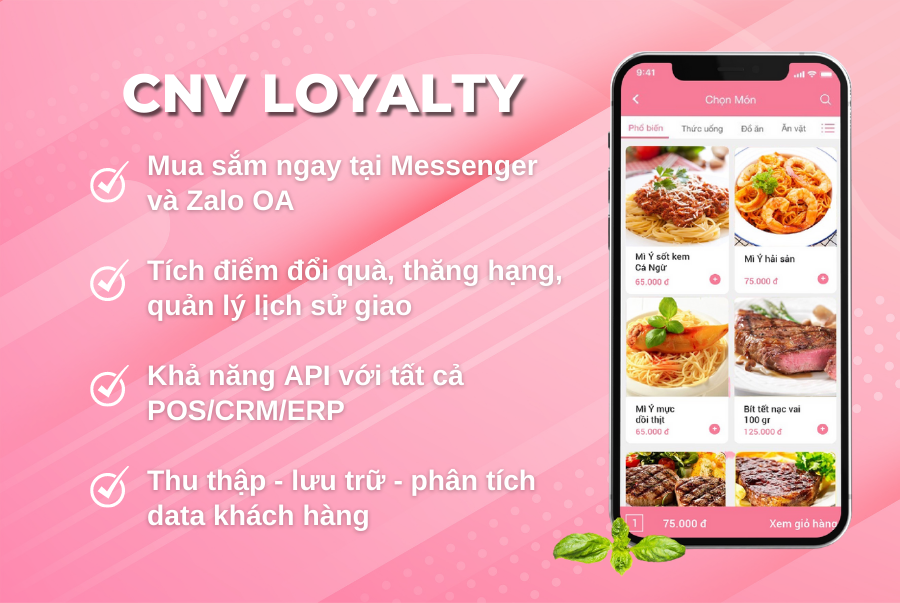 CNV LOYALTY
Mua sắm ngay tại Messenger
và Zalo OA
Tích điểm đổi quà, thăng hạng,
quản lý lịch sử giao
Khả năng API với tất cả
POS/CRM/ERP
Thu thập - lưu trữ - phân tích
data khách hàng
9:41
Chọn Món
Phổ biến Thức uống Đồ ăn Ăn vặt
Mì Ý sốt kem
Cá Ngừ
65.000 đ
Mì Ý hải sản
75.000 đ
Mì Ý mực
dồi thịt
65.000 đ
Bít tết nạc vai
100 gr
125.000 đ
1 75.000 đ Xem giỏ hàng